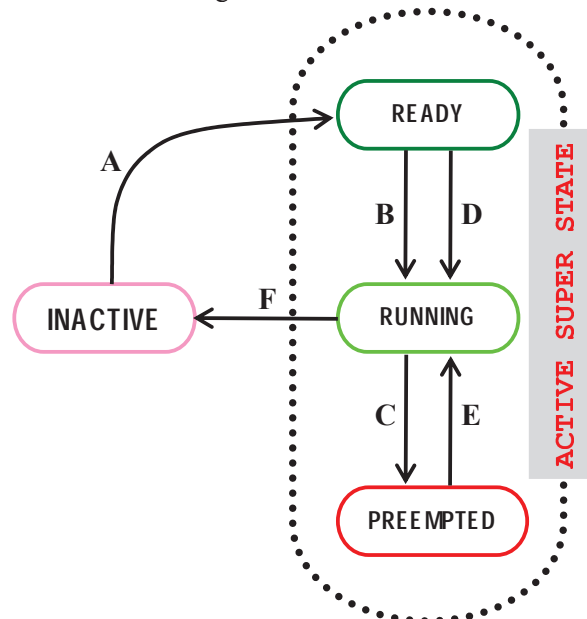 g
READY
A
B
D
INACTIVE
F
RUNNING
C
E
PREEMPTED
ACTIVE SUPER STATE